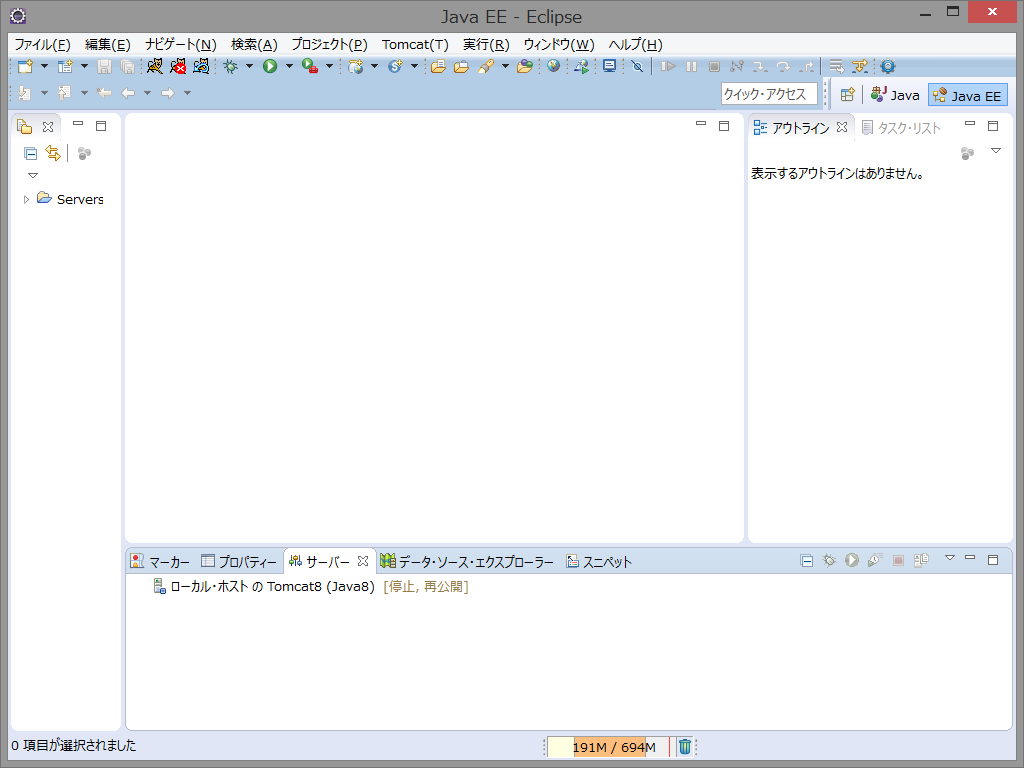 Java EE - Eclipse
ファイル(F) 編集(E) ナビゲート(N) 検索(A) プロジェクト(P) Tomcat(T) 実行(R) ウィンドウ(W) ヘルプ(H)
クイック・アクセス Java Java EE
アウトライン タスク・リスト
表示するアウトラインはありません。
Servers
マーカー プロパティー サーバー データ・ソース・エクスプローラー スニペット
ローカル・ホスト の Tomcat8 (Java8) [停止, 再公開]
0 項目が選択されました 191M / 694M